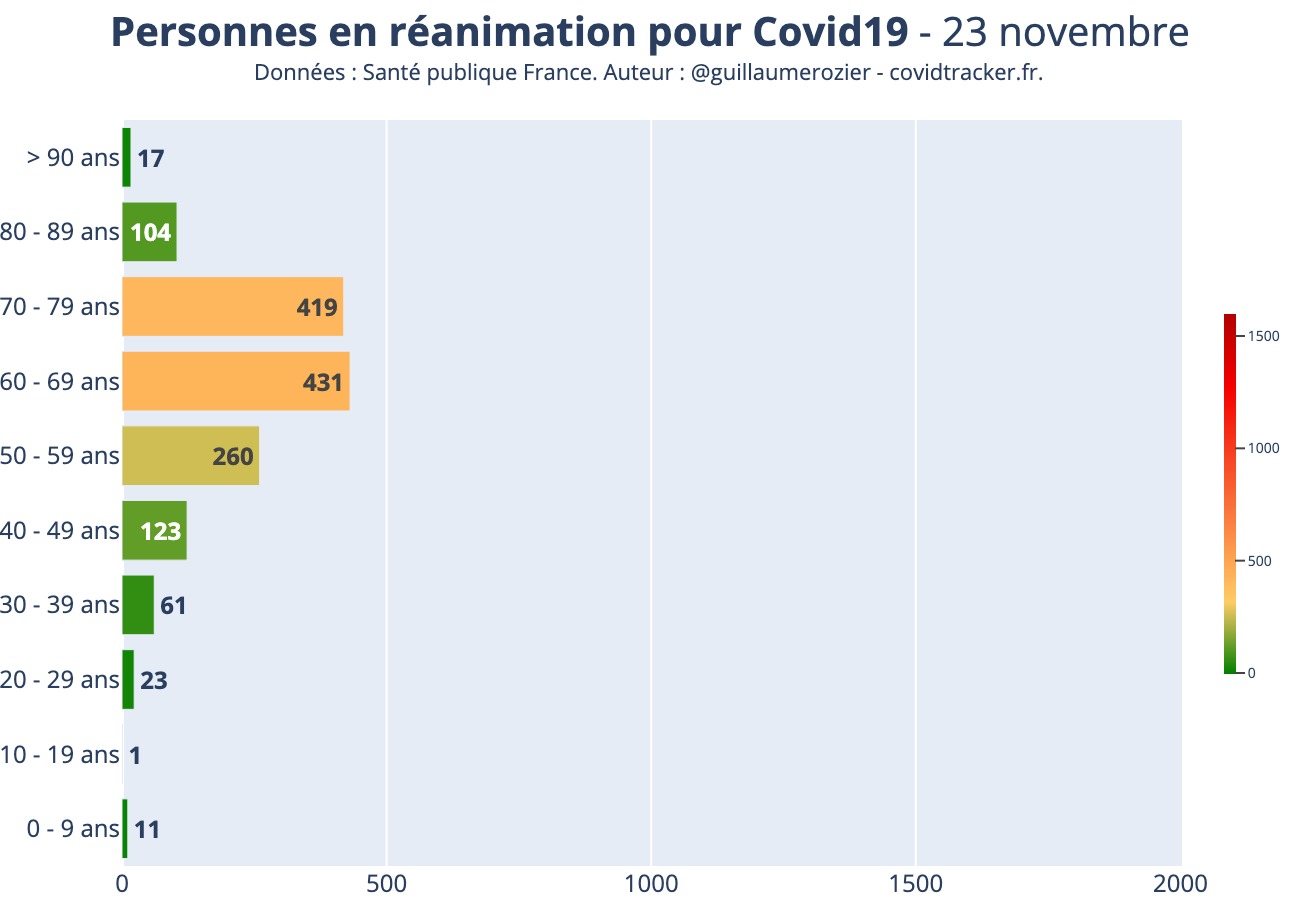 Personnes en réanimation pour Covid19 - 23 novembre
Données : Santé publique France. Auteur : @guillaumerozier - covidtracker.fr.
> 90 ans 17
80 - 89 ans 104
70 - 79 ans 419
60 - 69 ans 431
50 - 59 ans 260
40 - 49 ans 123
30 - 39 ans 61
20 - 29 ans 23
10 - 19 ans 1
0 - 9 ans 11
0 500 1000 1500 2000
1500
1000
500
0